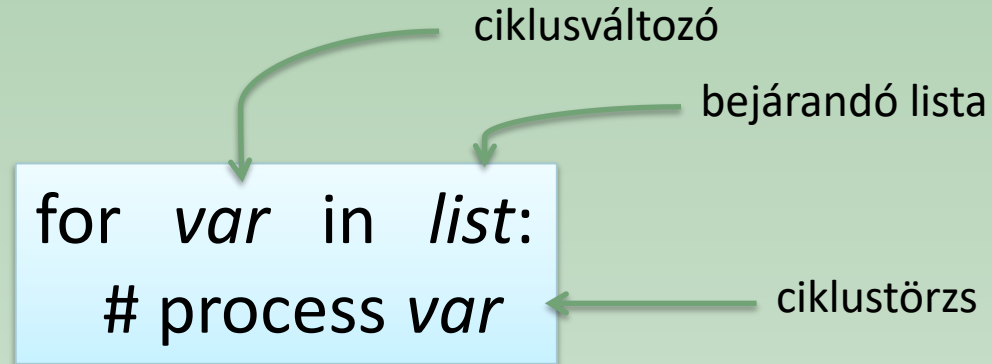 ciklusváltozó
bejárandó lista
for var in list:
# process var
ciklustörzs